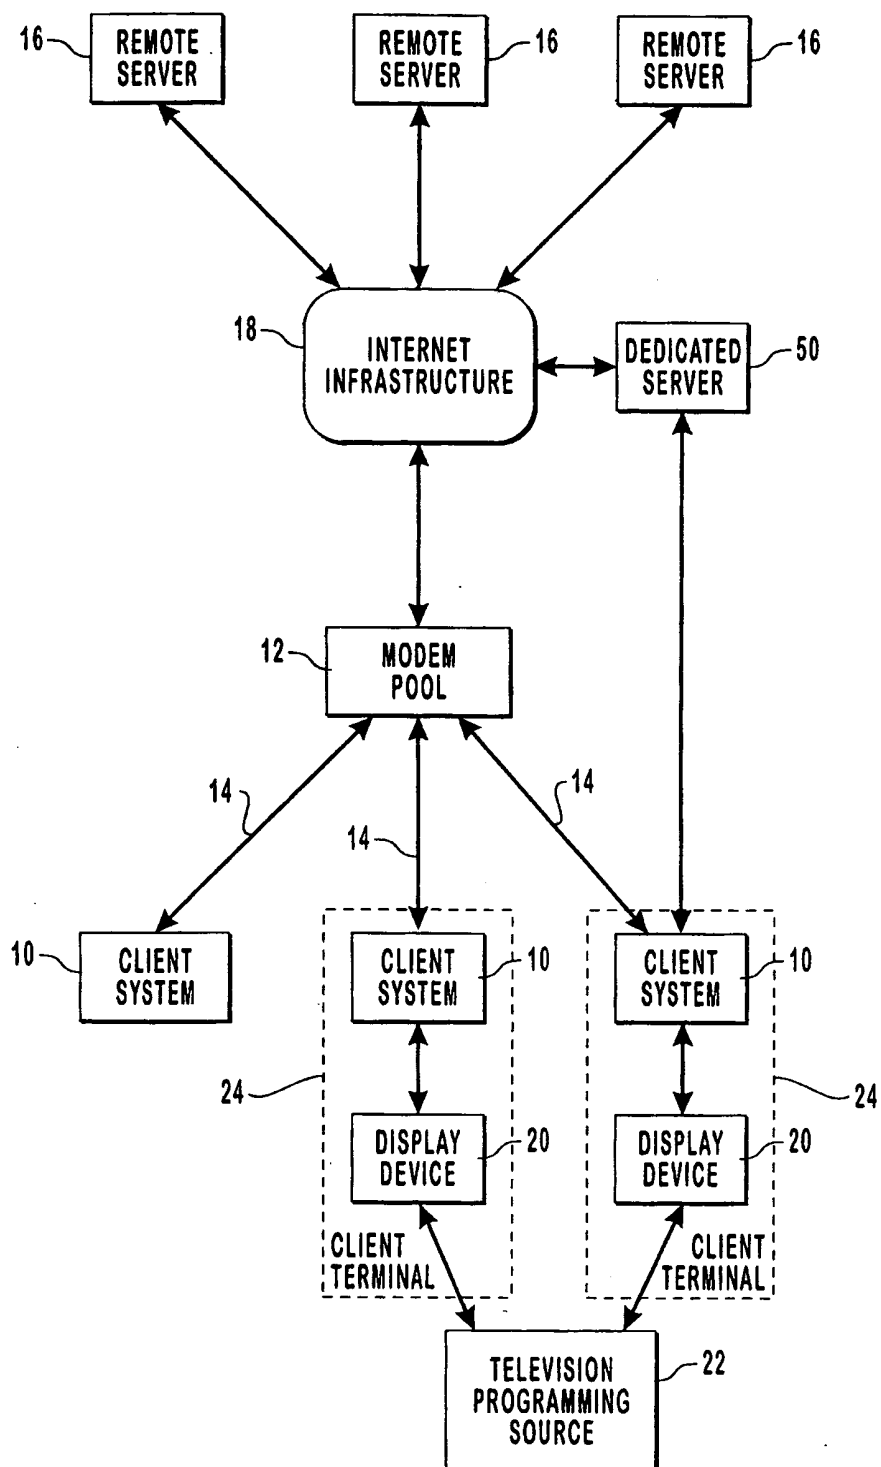 16 REMOTE SERVER
REMOTE SERVER 16
REMOTE SERVER 16
18
INTERNET
INFRASTRUCTURE
DEDICATED
SERVER
50
12
MODEM
POOL
14
14
14
10
CLIENT
SYSTEM
CLIENT
SYSTEM
10
CLIENT
SYSTEM
10
24
24
DISPLAY
DEVICE
20
DISPLAY
DEVICE
20
CLIENT
TERMINAL
CLIENT
TERMINAL
TELEVISION
PROGRAMMING
SOURCE
22